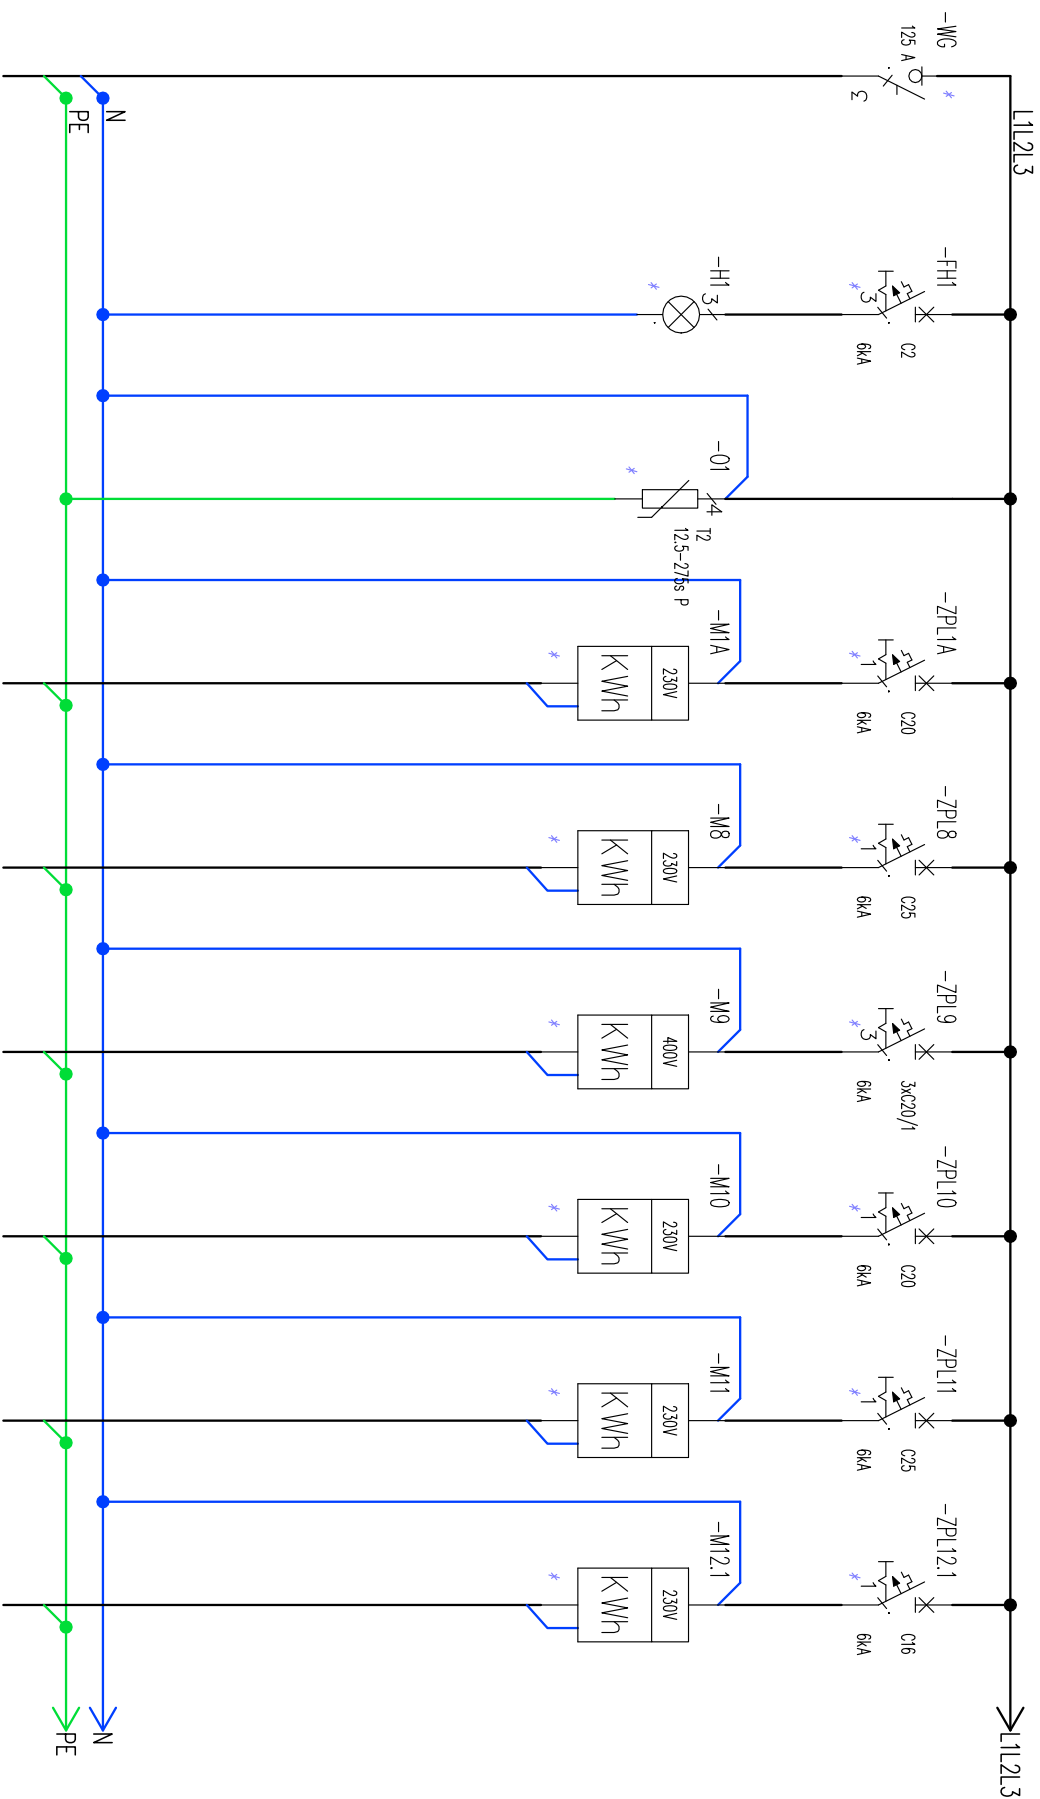 -WG
125 A
3
L1L2L3
N
PE
-FH1
3
C2
6kA
-H1
3
-O1
4
T2
12.5-275s P
-ZPL1A
1
C20
6kA
-M1A
230V
KWh
-ZPL8
1
C25
6kA
-M8
230V
KWh
-ZPL9
3
3xC20/1
6kA
-M9
400V
KWh
-ZPL10
1
C20
6kA
-M10
230V
KWh
-ZPL11
1
C25
6kA
-M11
230V
KWh
-ZPL12.1
1
C16
6kA
-M12.1
230V
KWh
L1L2L3
N
PE